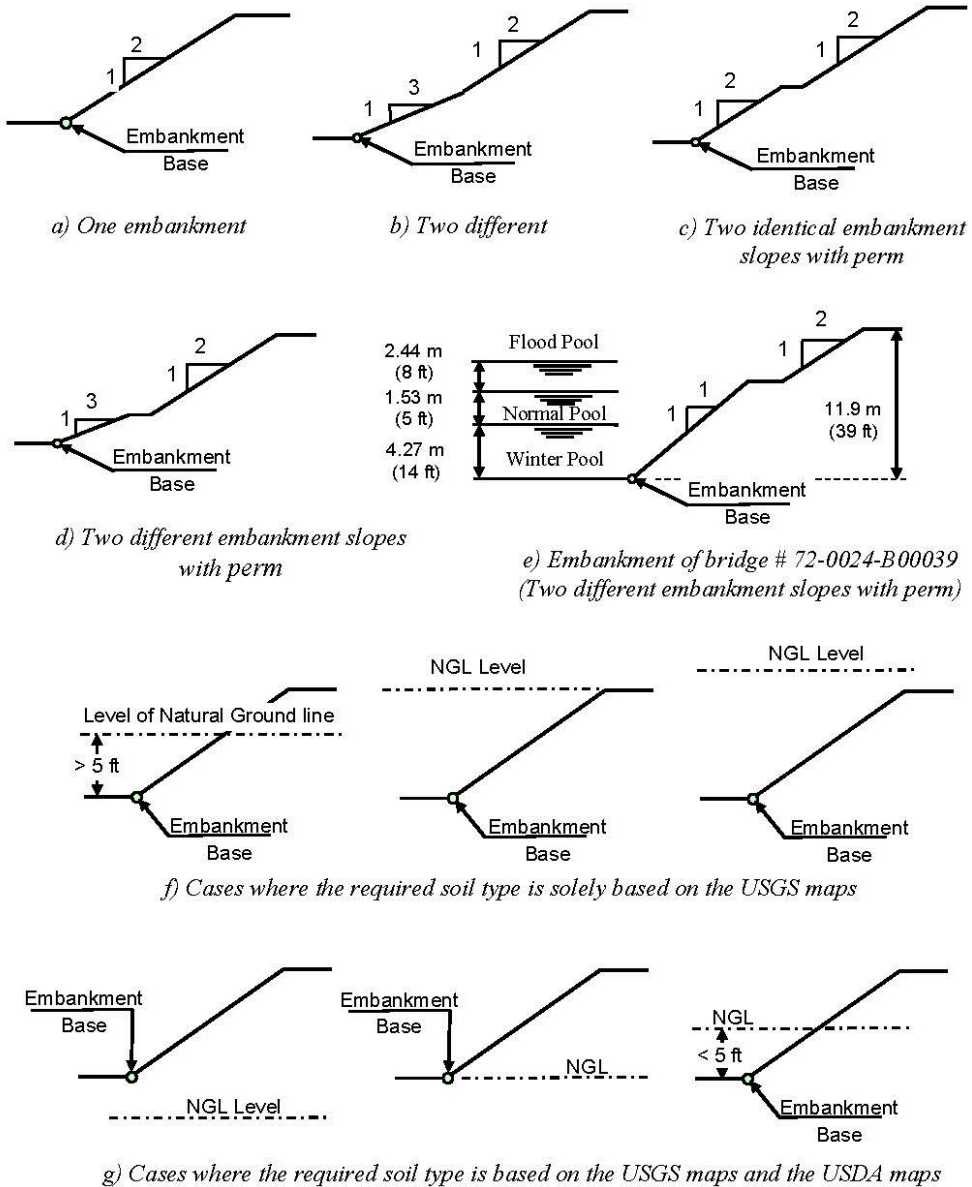 2
1
Embankment
Base
a) One embankment
2
1
3
1
Embankment
Base
b) Two different
2
1
2
1
Embankment
Base
c) Two identical embankment
slopes with perm
2
1
3
1
Embankment
Base
d) Two different embankment slopes
with perm
Flood Pool
2.44 m
(8 ft)
1.53 m
(5 ft)
Normal Pool
4.27 m
(14 ft)
Winter Pool
2
1
1
1
11.9 m
(39 ft)
Embankment
Base
e) Embankment of bridge # 72-0024-B00039
(Two different embankment slopes with perm)
Level of Natural Ground line
> 5 ft
Embankment
Base
NGL Level
Embankment
Base
NGL Level
Embankment
Base
f) Cases where the required soil type is solely based on the USGS maps
Embankment
Base
NGL Level
Embankment
Base
NGL
NGL
< 5 ft
Embankment
Base
g) Cases where the required soil type is based on the USGS maps and the USDA maps